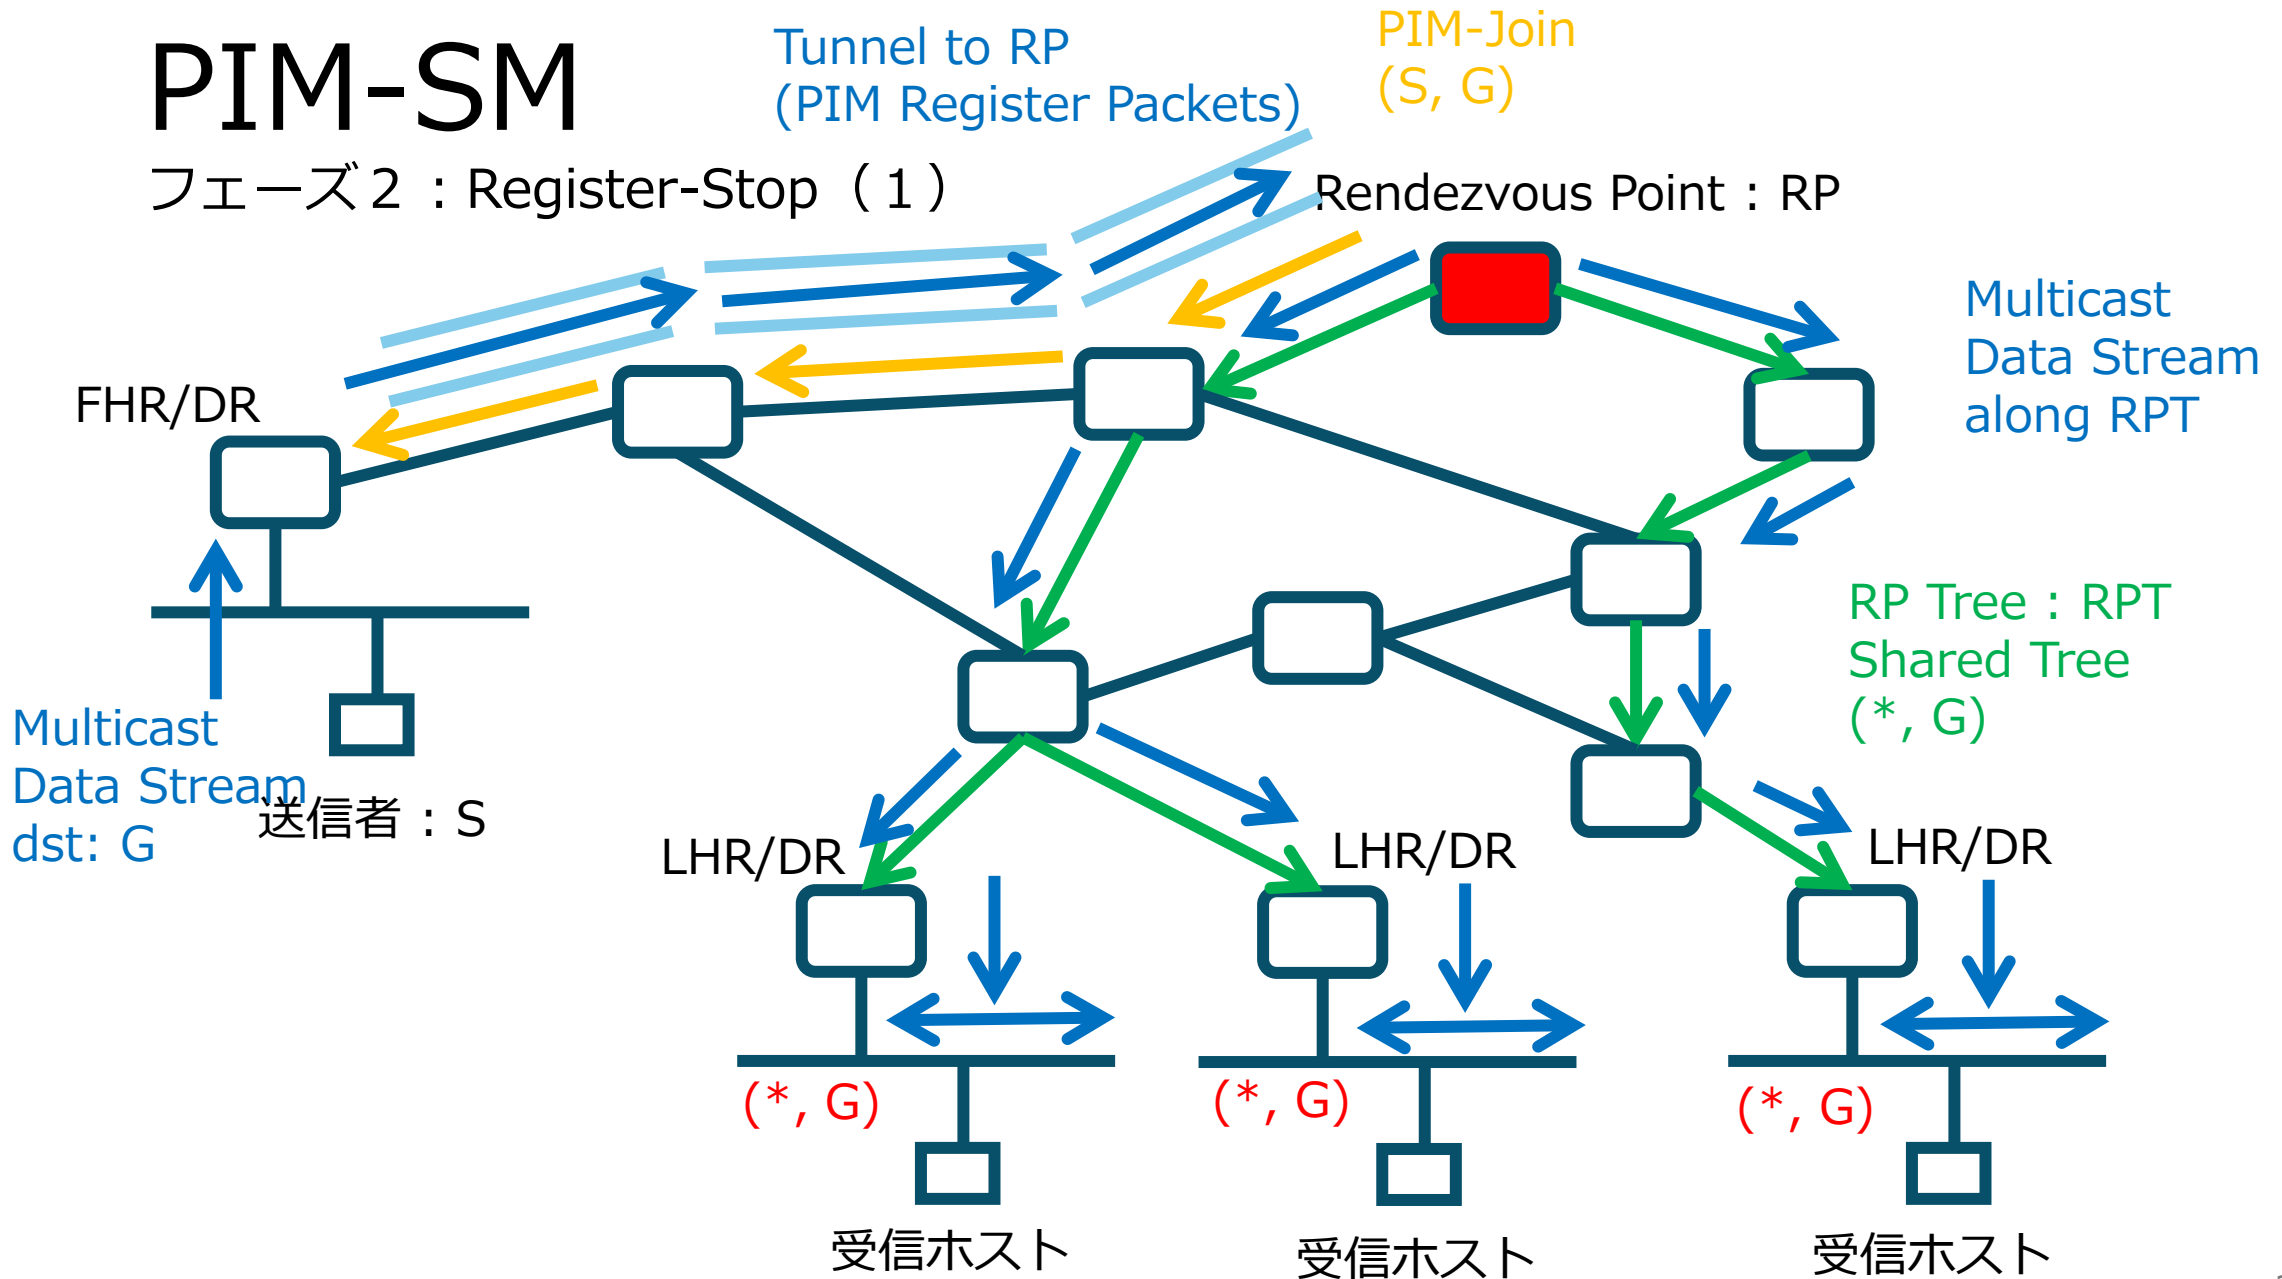 PIM-SM
フェーズ２：Register-Stop（１）
Tunnel to RP
(PIM Register Packets)
PIM-Join
(S, G)
Rendezvous Point：RP
Multicast
Data Stream
along RPT
FHR/DR
RP Tree：RPT
Shared Tree
(*, G)
Multicast
Data Stream
dst: G
送信者：S
LHR/DR
LHR/DR
LHR/DR
(*, G)
(*, G)
(*, G)
受信ホスト
受信ホスト
受信ホスト